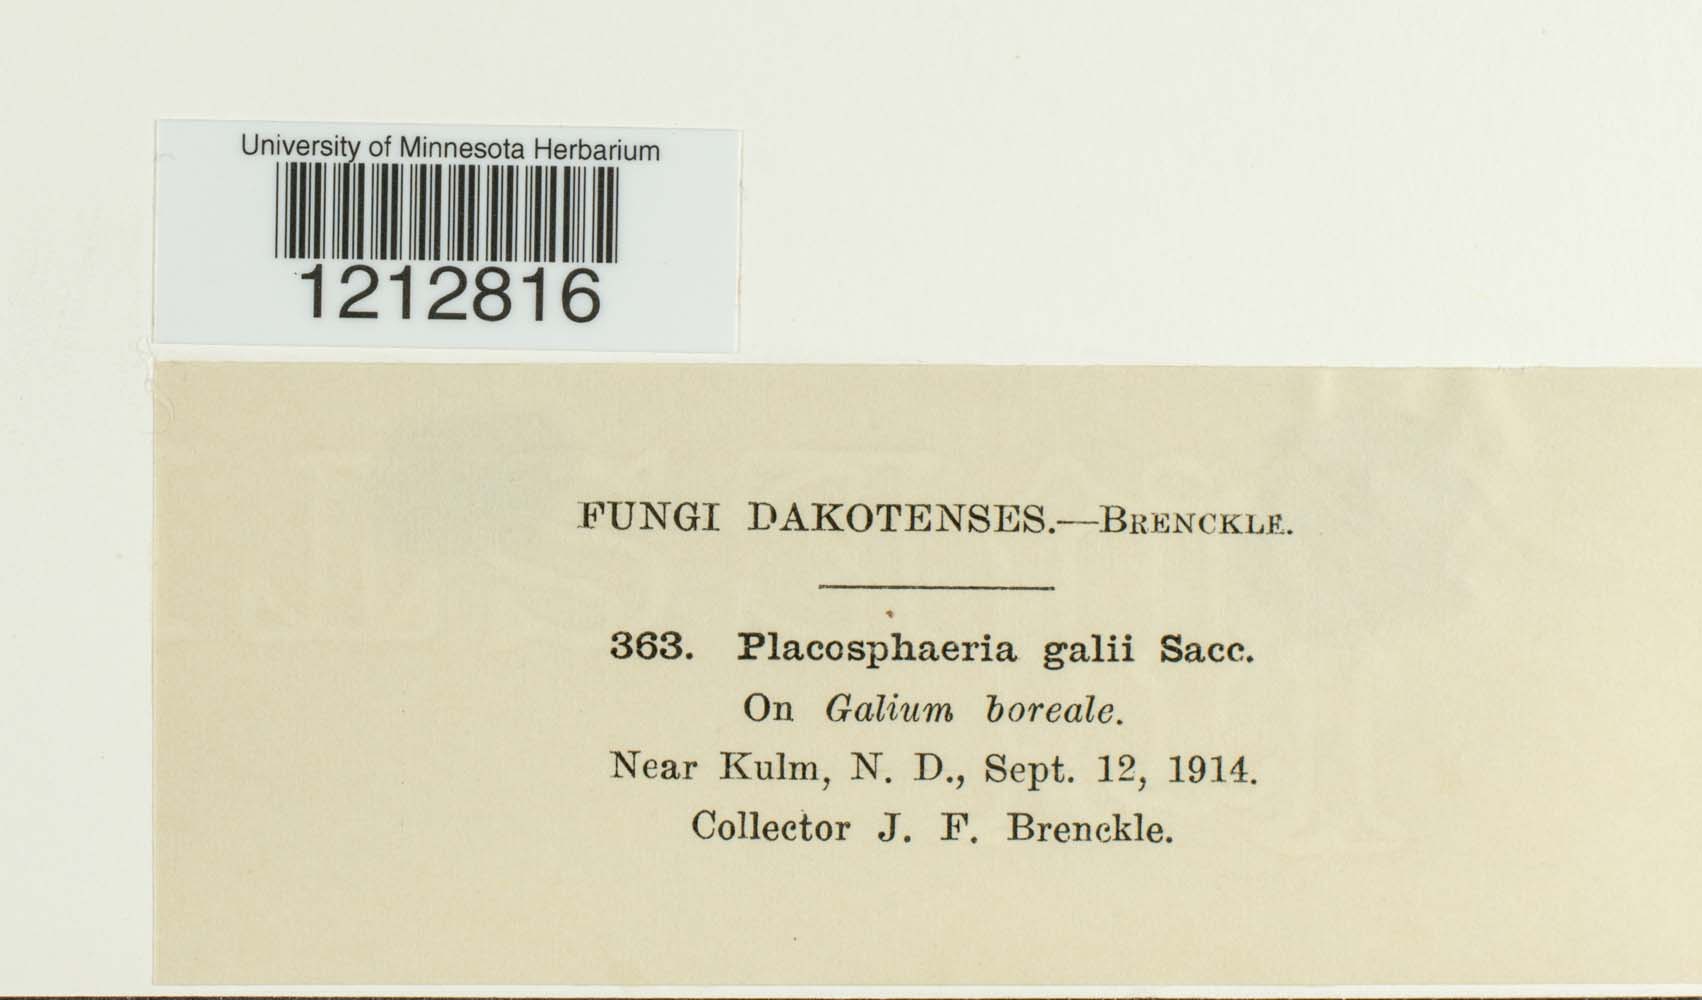 University of Minnesota Herbarium
1212816
FUNGI DAKOTENSES.—BRENCKLE.
363. Placosphaeria galii Sacc.
On Galium boreale.
Near Kulm, N. D., Sept. 12, 1914.
Collector J. F. Brenckle.